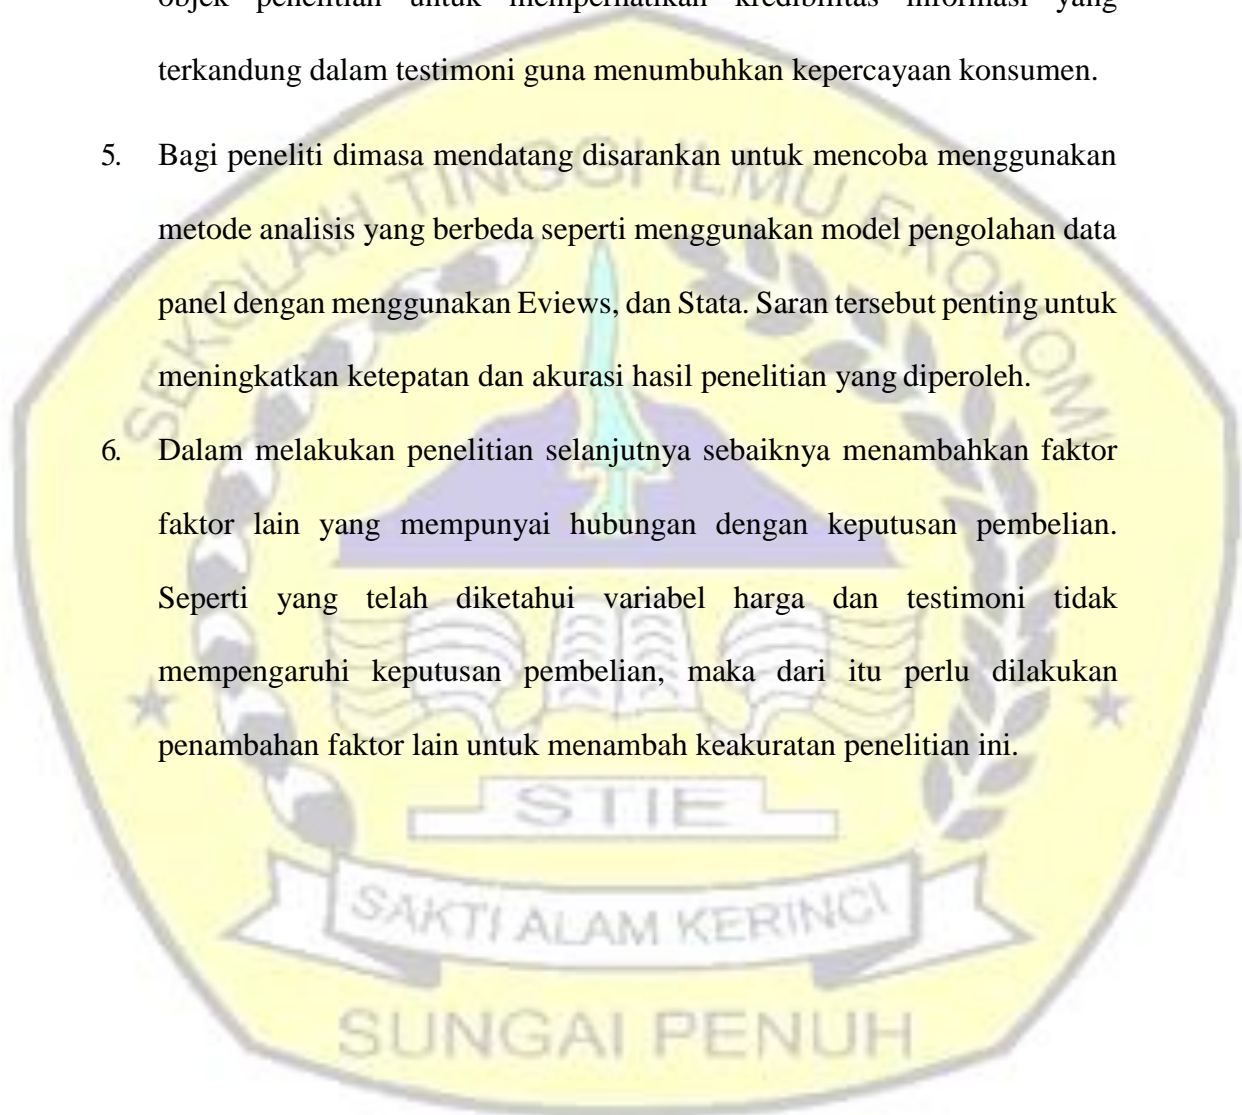 objek penelitian untuk memperhatikan kredibilitas informasi yang
terkandung dalam testimoni guna menumbuhkan kepercayaan konsumen.
5. Bagi peneliti dimasa mendatang disarankan untuk mencoba menggunakan
metode analisis yang berbeda seperti menggunakan model pengolahan data
panel dengan menggunakan Eviews, dan Stata. Saran tersebut penting untuk
meningkatkan ketepatan dan akurasi hasil penelitian yang diperoleh.
6. Dalam melakukan penelitian selanjutnya sebaiknya menambahkan faktor
faktor lain yang mempunyai hubungan dengan keputusan pembelian.
Seperti yang telah diketahui variabel harga dan testimoni tidak
mempengaruhi keputusan pembelian, maka dari itu perlu dilakukan
penambahan faktor lain untuk menambah keakuratan penelitian ini.
SEKOLAH TINGGI ILMU EKONOMI
STIE
SAKTI ALAM KERINCI
SUNGAI PENUH